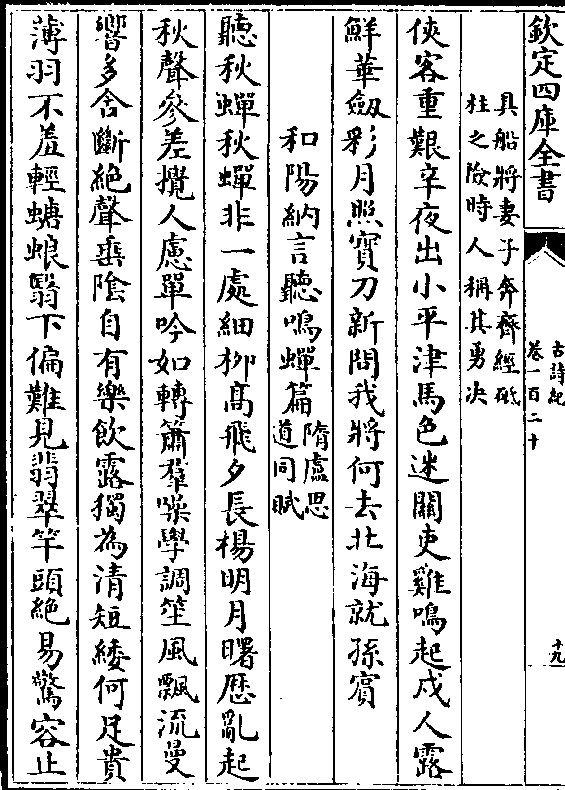 欽定四庫全書
古詩紀
卷一百二十
十九
具船將妻子奔齊經砥
柱之險時人稱其勇决
俠客重艱辛夜出小平津馬色迷關吏雞鳴起戍人露
鮮華劔彩月照寳刀新問我將何去北海就孫賔
和陽納言聽鳴蟬篇隋盧思
道同賦
聽秋蟬秋蟬非一處細栁髙飛夕長楊明月曙歴亂起
秋聲參差攪人慮單吟如轉簫羣噪學調笙風飄流曼
響多含斷絶聲垂陰自有樂飲露獨為清短緌何足貴
薄羽不羞輕螗蜋翳下偏難見翡翠竿頭絶易驚容止